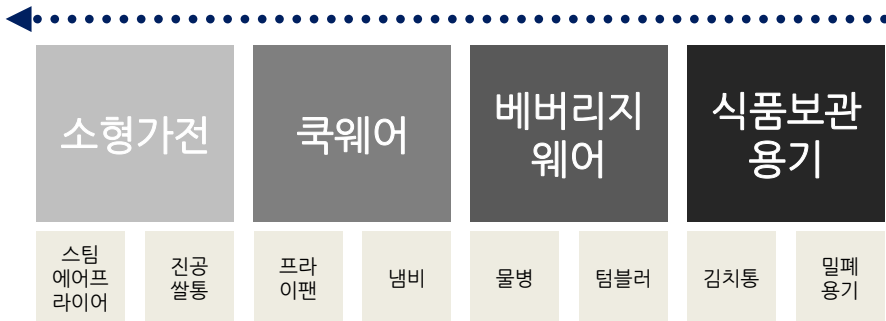 소형가전
쿡웨어
베버리지
웨어
식품보관
용기
스팀
에어프
라이어
진공
쌀통
프라
이팬
냄비
물병
텀블러
김치통
밀폐
용기